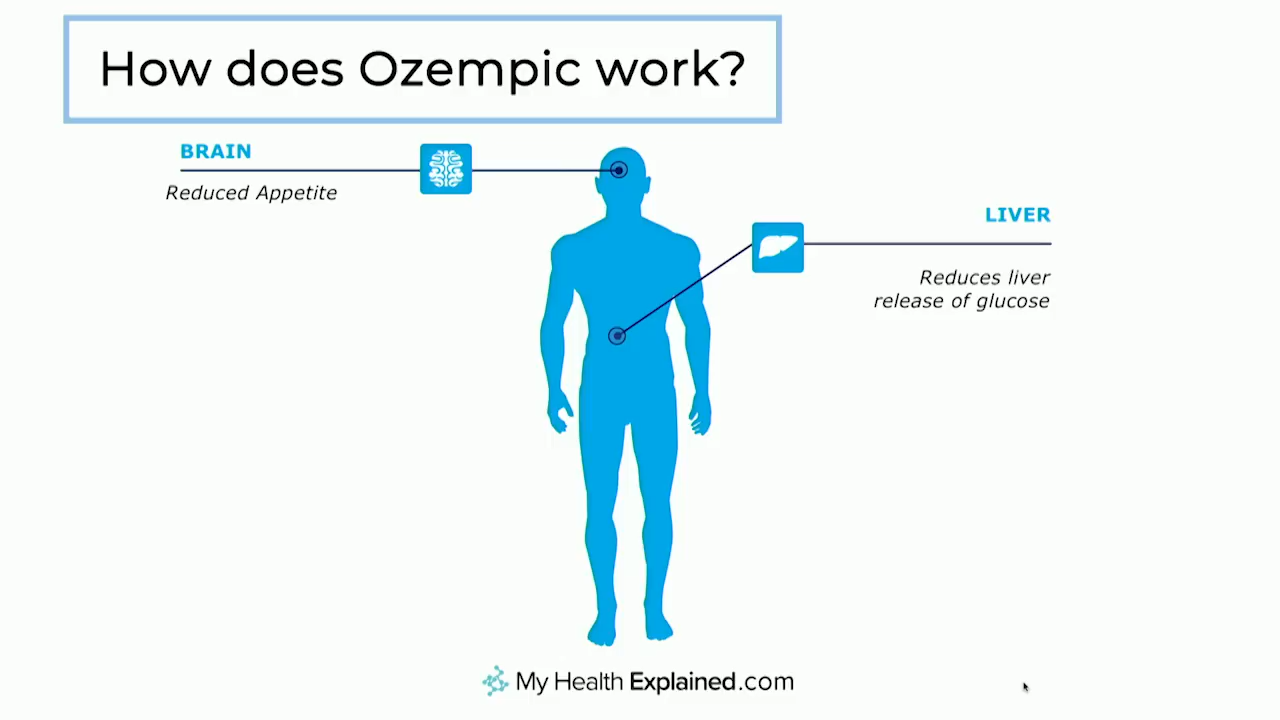 How does Ozempic work?
BRAIN
Reduced Appetite
LIVER
Reduces liver
release of glucose
My Health Explained.com